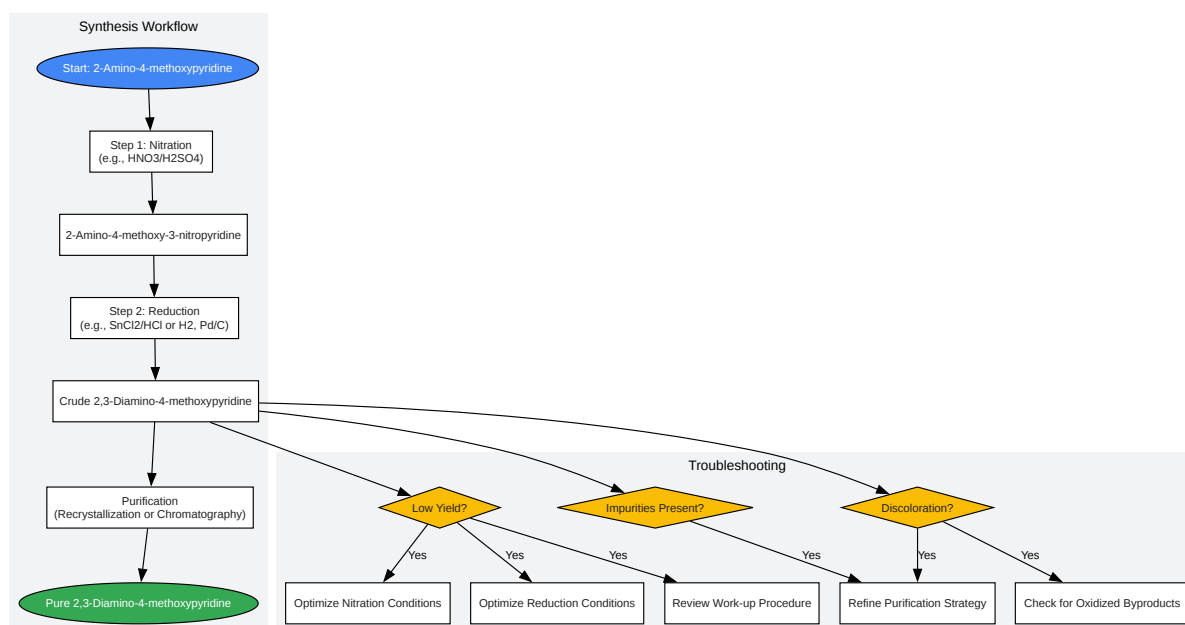 Synthesis Workflow
Start: 2-Amino-4-methoxypyridine
Step 1: Nitration
(e.g., HNO3/H2SO4)
2-Amino-4-methoxy-3-nitropyridine
Step 2: Reduction
(e.g., SnCl2/HCl or H2, Pd/C)
Crude 2,3-Diamino-4-methoxypyridine
Purification
(Recrystallization or Chromatography)
Pure 2,3-Diamino-4-methoxypyridine
Troubleshooting
Low Yield?
Impurities Present?
Discoloration?
Yes
Yes
Yes
Yes
Yes
Yes
Optimize Nitration Conditions
Optimize Reduction Conditions
Review Work-up Procedure
Refine Purification Strategy
Check for Oxidized Byproducts